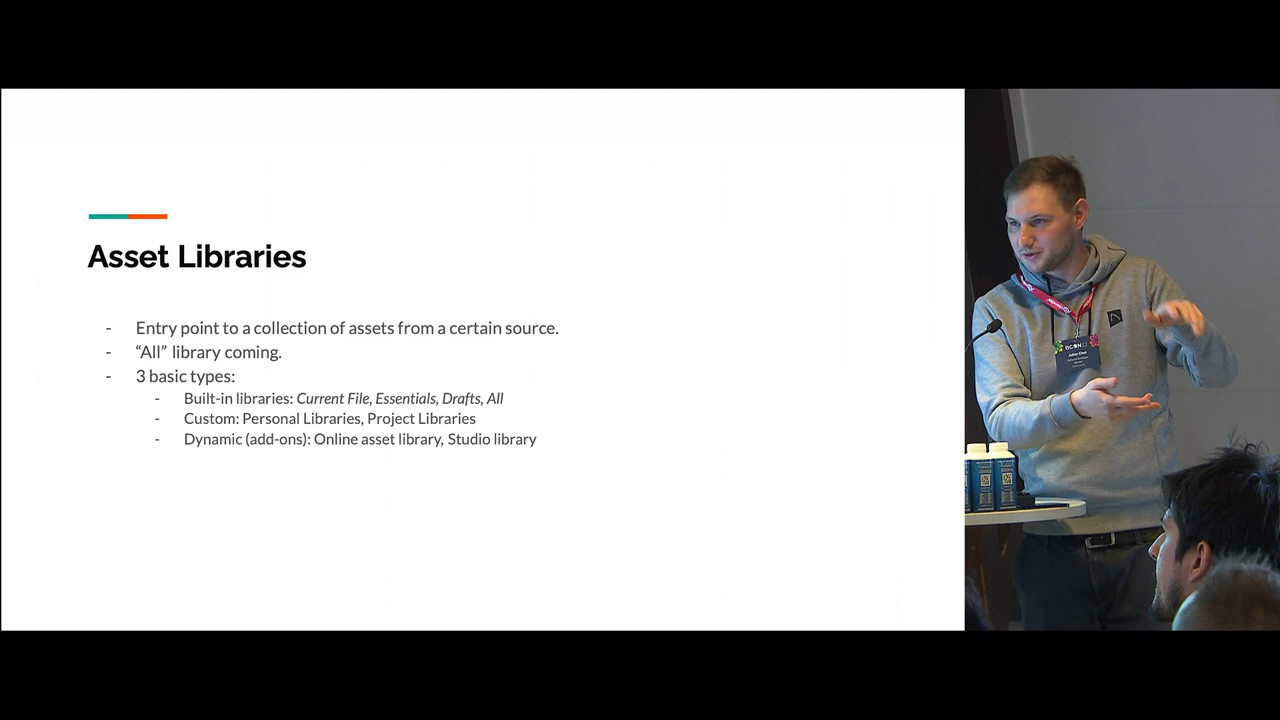 Asset Libraries
- Entry point to a collection of assets from a certain source.
- “All” library coming.
- 3 basic types:
- Built-in libraries: Current File, Essentials, Drafts, All
- Custom: Personal Libraries, Project Libraries
- Dynamic (add-ons): Online asset library, Studio library
BCON